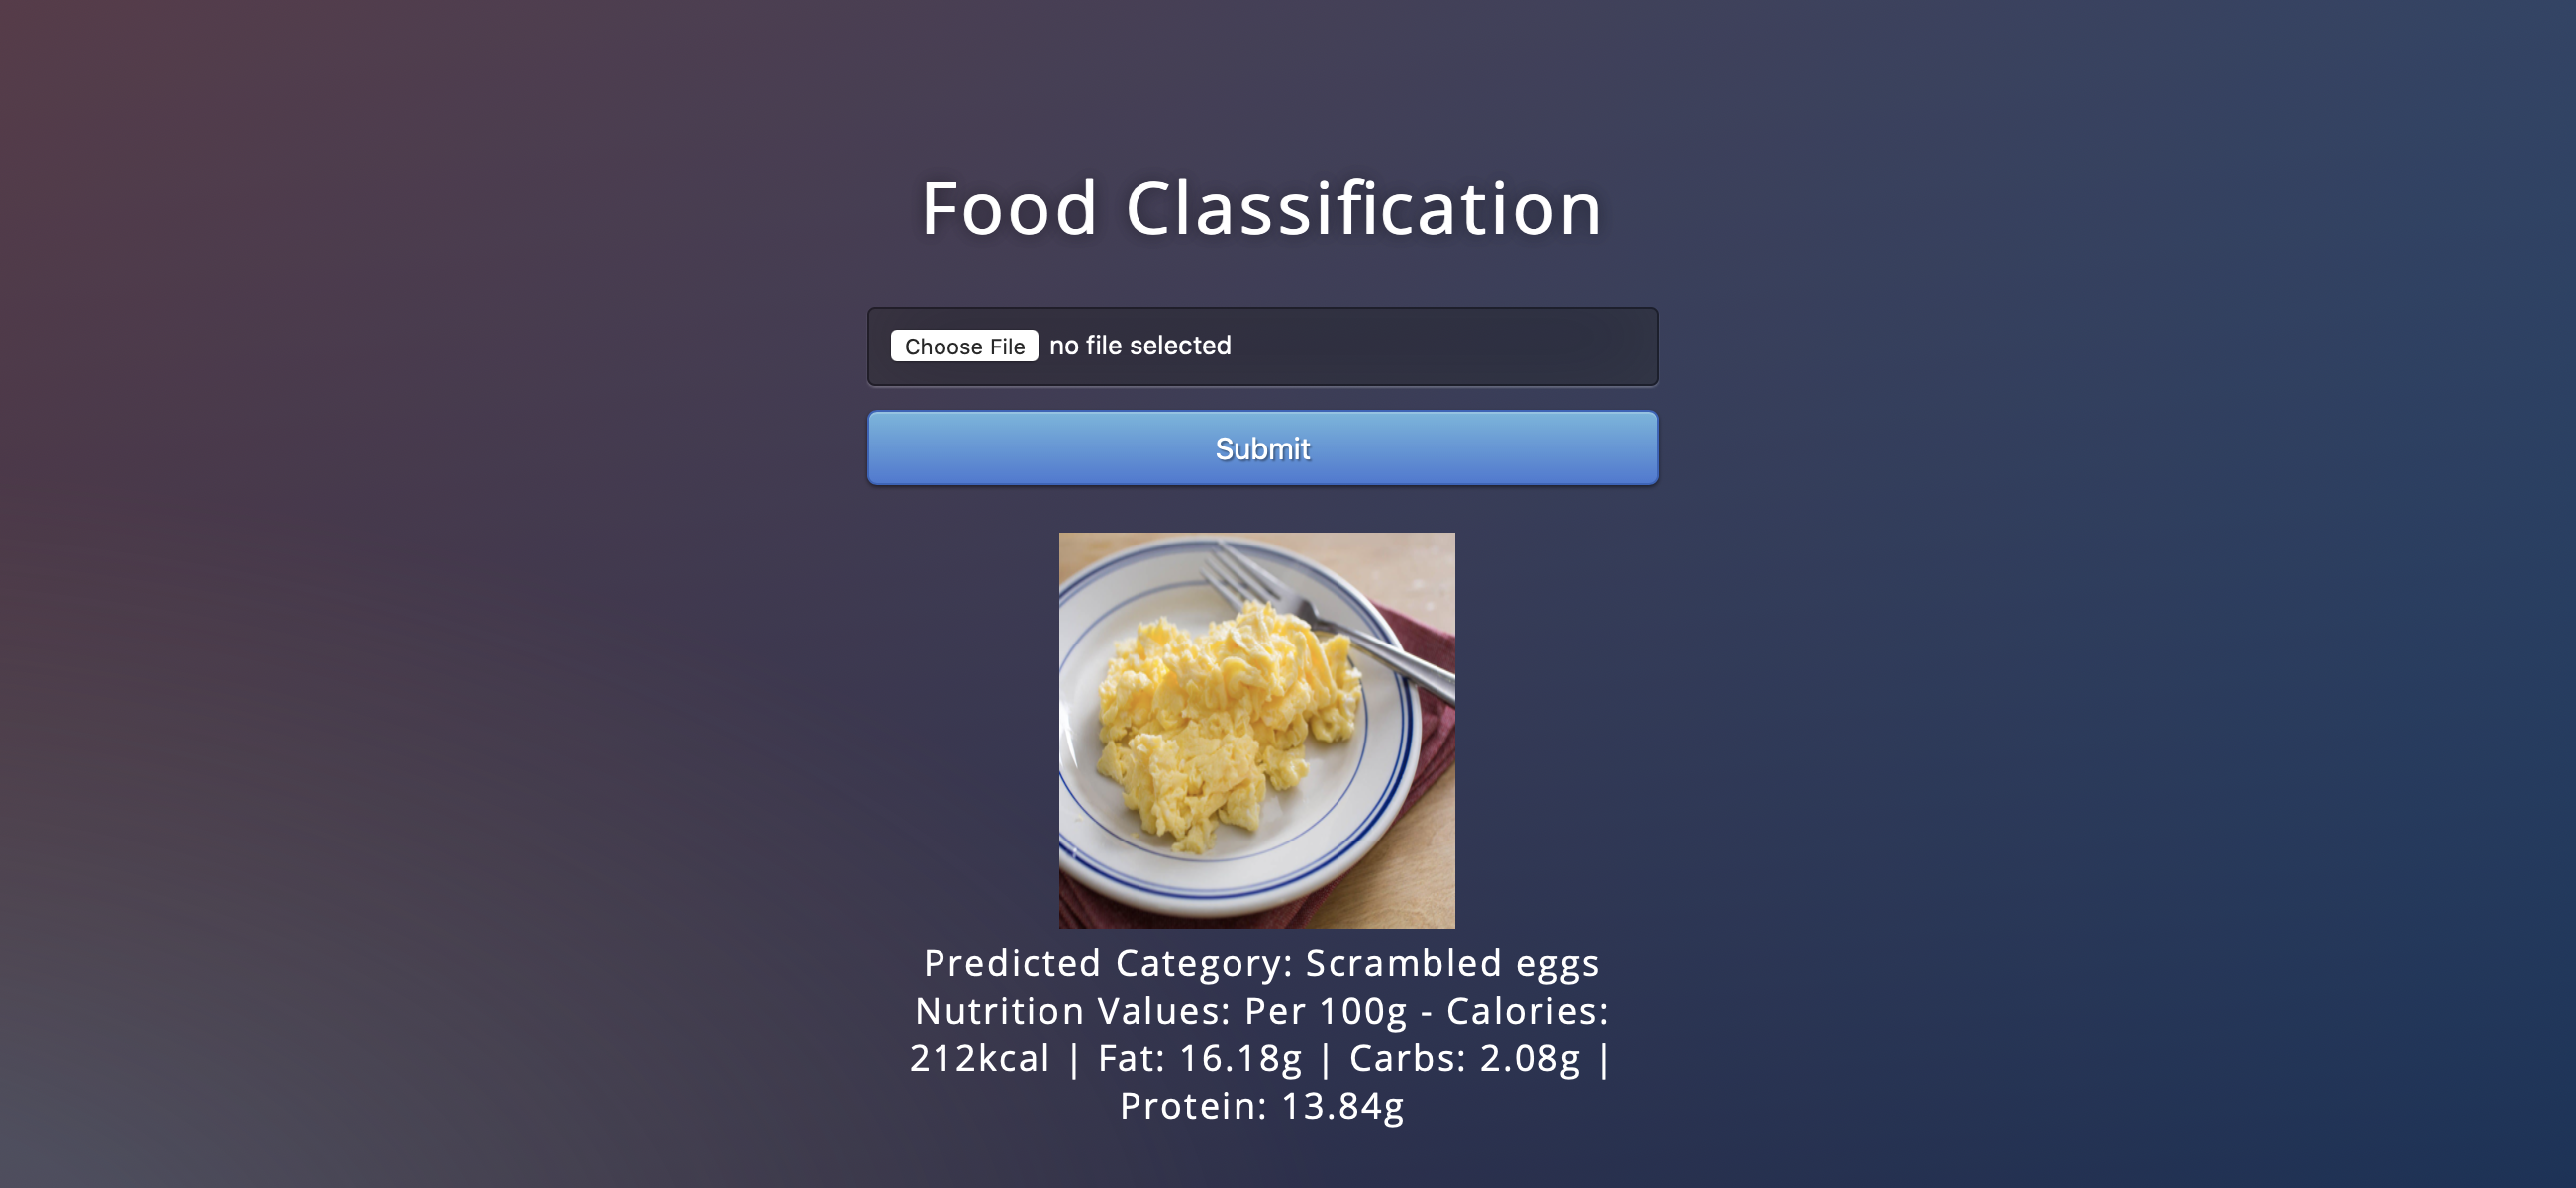 Food Classification
Choose File no file selected
Submit
Predicted Category: Scrambled eggs
Nutrition Values: Per 100g - Calories:
212kcal | Fat: 16.18g | Carbs: 2.08g |
Protein: 13.84g